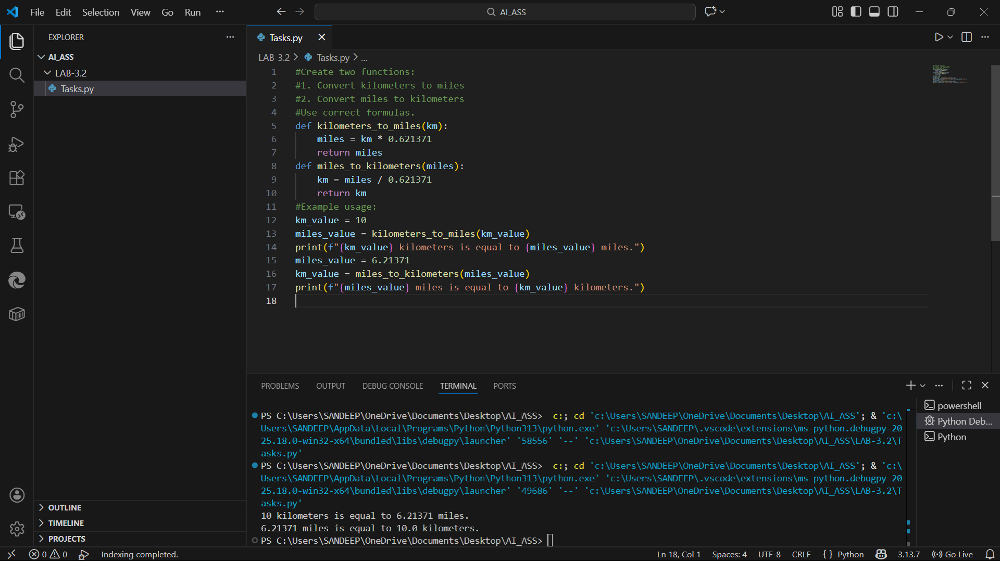 File Edit Selection View Go Run ···
AI_ASS
EXPLORER
AI_ASS
LAB-3.2
Tasks.py
OUTLINE
TIMELINE
PROJECTS
Tasks.py
LAB-3.2 > Tasks.py > ...
1 #Create two functions:
2 #1. Convert kilometers to miles
3 #2. Convert miles to kilometers
4 #Use correct formulas.
5 def kilometers_to_miles(km):
6     miles = km * 0.621371
7     return miles
8 def miles_to_kilometers(miles):
9     km = miles / 0.621371
10     return km
11 #Example usage:
12 km_value = 10
13 miles_value = kilometers_to_miles(km_value)
14 print(f"{km_value} kilometers is equal to {miles_value} miles.")
15 miles_value = 6.21371
16 km_value = miles_to_kilometers(miles_value)
17 print(f"{miles_value} miles is equal to {km_value} kilometers.")
18
PROBLEMS OUTPUT DEBUG CONSOLE TERMINAL PORTS
PS C:\Users\SANDEEP\OneDrive\Documents\Desktop\AI_ASS>  c:; cd 'c:\Users\SANDEEP\OneDrive\Documents\Desktop\AI_ASS'; & 'c:\
Users\SANDEEP\AppData\Local\Programs\Python\Python313\python.exe' 'c:\Users\SANDEEP\.vscode\extensions\ms-python.debugpy-20
25.18.0-win32-x64\bundled\libs\debugpy\launcher' '58556' '--' 'c:\Users\SANDEEP\OneDrive\Documents\Desktop\AI_ASS\LAB-3.2\T
asks.py'
PS C:\Users\SANDEEP\OneDrive\Documents\Desktop\AI_ASS>  c:; cd 'c:\Users\SANDEEP\OneDrive\Documents\Desktop\AI_ASS'; & 'c:\
Users\SANDEEP\AppData\Local\Programs\Python\Python313\python.exe' 'c:\Users\SANDEEP\.vscode\extensions\ms-python.debugpy-20
25.18.0-win32-x64\bundled\libs\debugpy\launcher' '49686' '--' 'c:\Users\SANDEEP\OneDrive\Documents\Desktop\AI_ASS\LAB-3.2\T
asks.py'
10 kilometers is equal to 6.21371 miles.
6.21371 miles is equal to 10.0 kilometers.
PS C:\Users\SANDEEP\OneDrive\Documents\Desktop\AI_ASS>
powershell
Python Deb...
Python
0 0 Indexing completed. Ln 18, Col 1 Spaces: 4 UTF-8 CRLF { } Python 3.13.7 Go Live